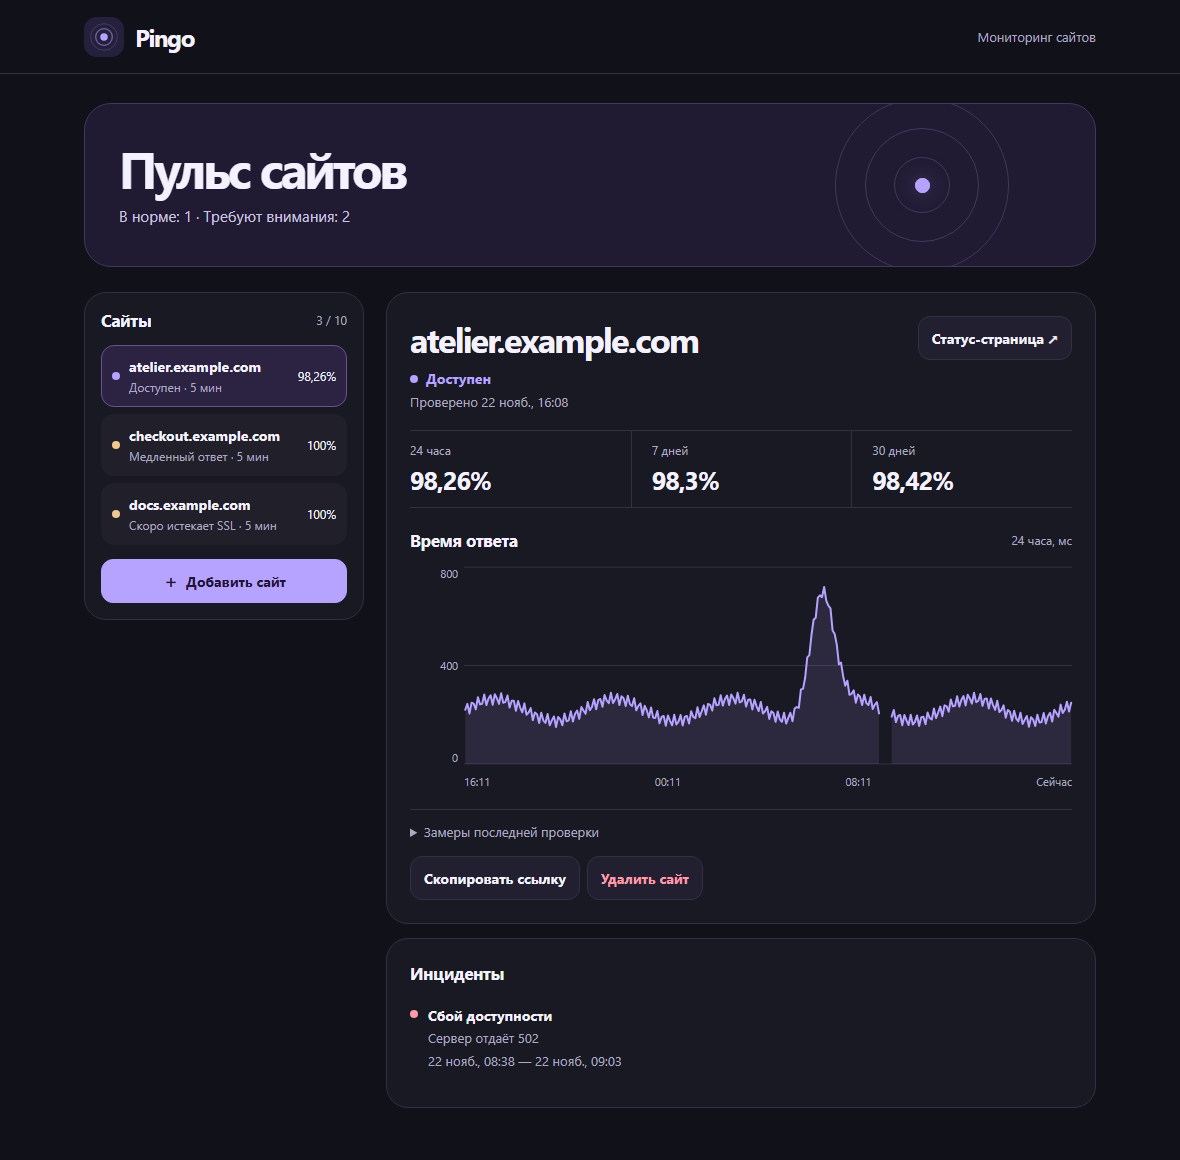 Pingo
Мониторинг сайтов
Пульс сайтов
В норме: 1 · Требуют внимания: 2
Сайты
3 / 10
atelier.example.com
Доступен · 5 мин
98,26%
checkout.example.com
Медленный ответ · 5 мин
100%
docs.example.com
Скоро истекает SSL · 5 мин
100%
+ Добавить сайт
atelier.example.com
Статус-страница ↗
Доступен
Проверено 22 нояб., 16:08
24 часа
98,26%
7 дней
98,3%
30 дней
98,42%
Время ответа
24 часа, мс
800
400
0
16:11
00:11
08:11
Сейчас
Замеры последней проверки
Скопировать ссылку
Удалить сайт
Инциденты
Сбой доступности
Сервер отдаёт 502
22 нояб., 08:38 — 22 нояб., 09:03